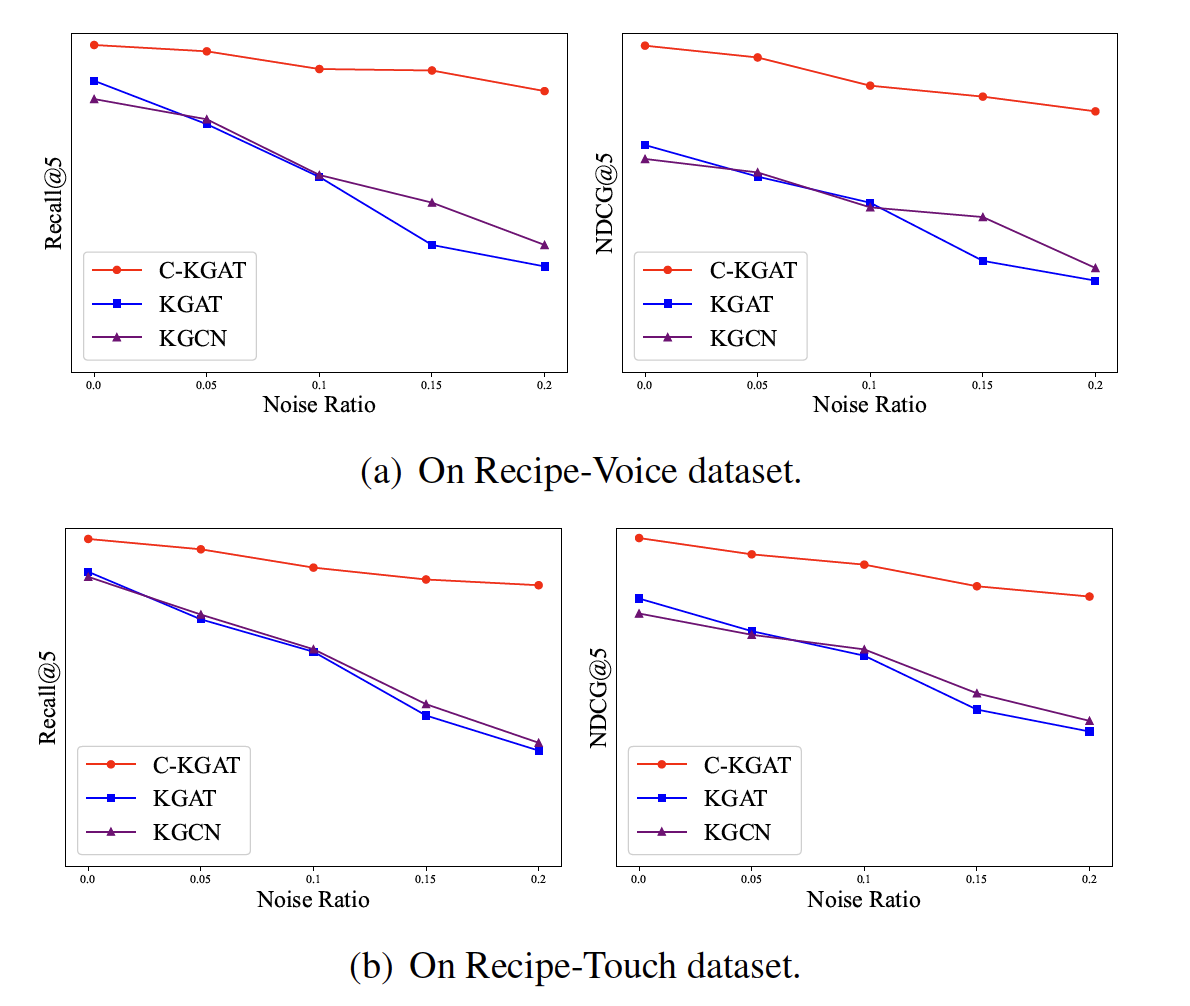 Recall@5
C-KGAT
KGAT
KGCN
0.0 0.05 0.1 0.15 0.2
Noise Ratio
NDCG@5
C-KGAT
KGAT
KGCN
0.0 0.05 0.1 0.15 0.2
Noise Ratio
(a) On Recipe-Voice dataset.
Recall@5
C-KGAT
KGAT
KGCN
0.0 0.05 0.1 0.15 0.2
Noise Ratio
NDCG@5
C-KGAT
KGAT
KGCN
0.0 0.05 0.1 0.15 0.2
Noise Ratio
(b) On Recipe-Touch dataset.